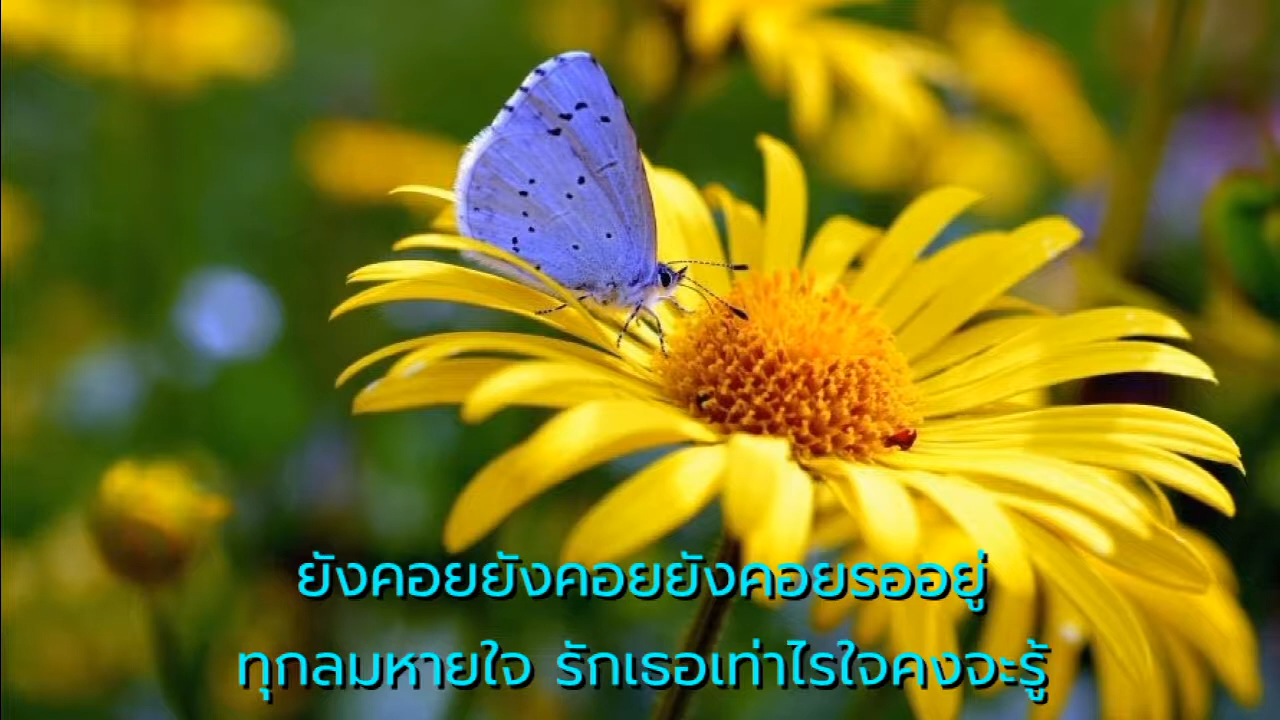 ยังคอยยังคอยยังคอยรออยู่
ทุกลมหายใจ รักเธอเท่าไรใจคงจะรู้